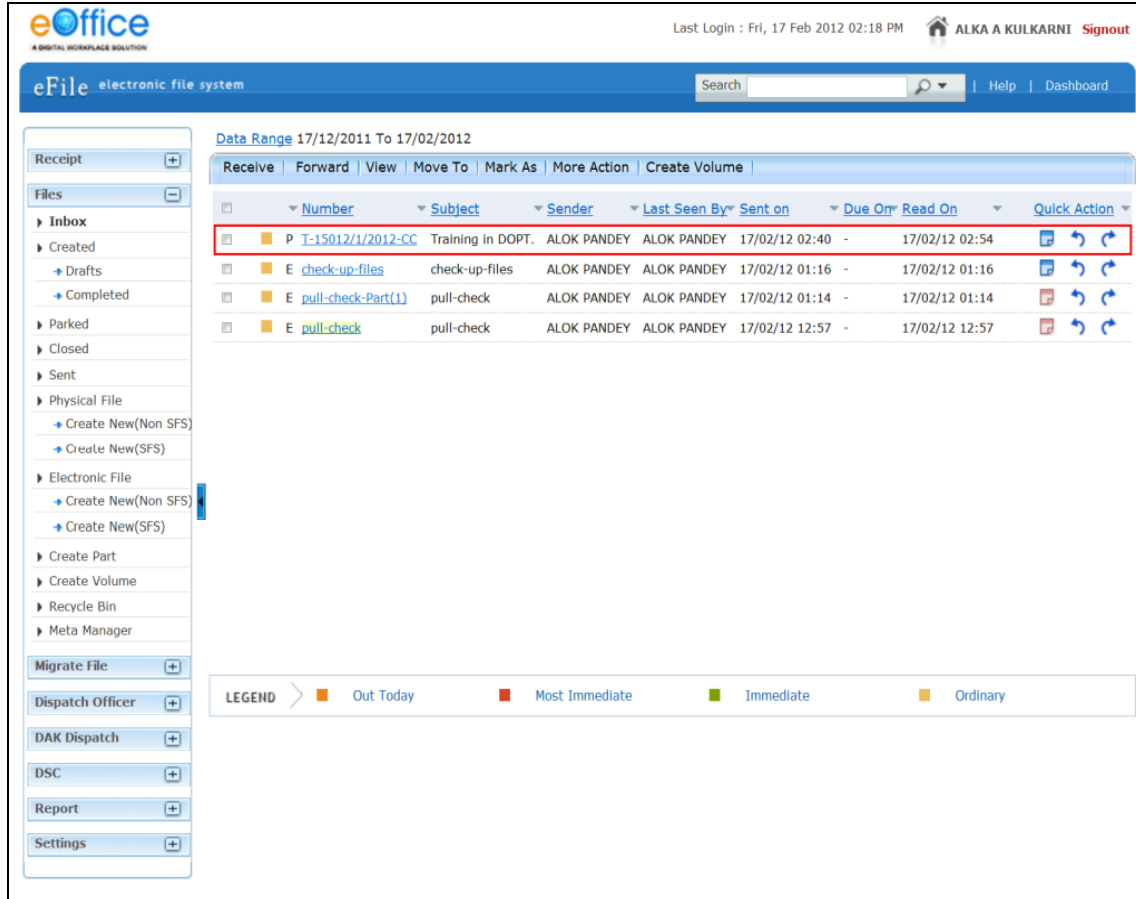 eOffice
A DIGITAL WORKPLACE SOLUTION
Last Login : Fri, 17 Feb 2012 02:18 PM ALKA A KULKARNI Signout
eFile electronic file system
Search | Help | Dashboard
Data Range 17/12/2011 To 17/02/2012
Receive | Forward | View | Move To | Mark As | More Action | Create Volume |
Number Subject Sender Last Seen By Sent on Due On Read On Quick Action
P T-15012/1/2012-CC Training in DOPT. ALOK PANDEY ALOK PANDEY 17/02/12 02:40 - 17/02/12 02:54
E check-up-files check-up-files ALOK PANDEY ALOK PANDEY 17/02/12 01:16 - 17/02/12 01:16
E pull-check-Part(1) pull-check ALOK PANDEY ALOK PANDEY 17/02/12 01:14 - 17/02/12 01:14
E pull-check pull-check ALOK PANDEY ALOK PANDEY 17/02/12 12:57 - 17/02/12 12:57
Receipt
Files
Inbox
Created
Drafts
Completed
Parked
Closed
Sent
Physical File
Create New(Non SFS)
Create New(SFS)
Electronic File
Create New(Non SFS)
Create New(SFS)
Create Part
Create Volume
Recycle Bin
Meta Manager
Migrate File
Dispatch Officer
DAK Dispatch
DSC
Report
Settings
LEGEND Out Today Most Immediate Immediate Ordinary